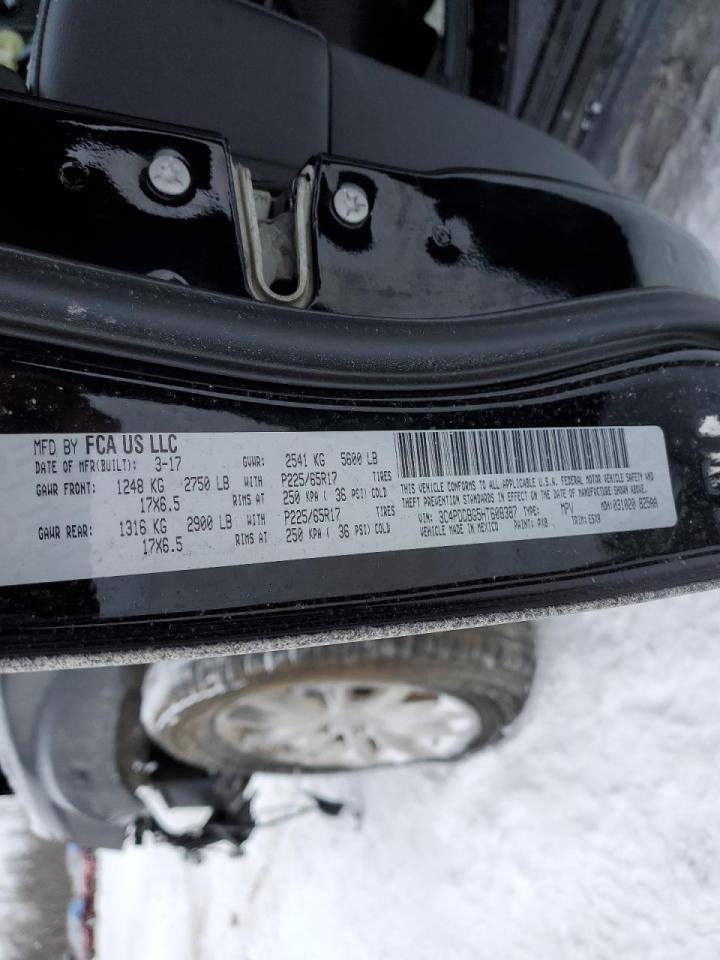 MFD BY FCA US LLC
DATE OF MFR(BUILT): 3-17 GVWR: 2541 KG 5600 LB
GAWR FRONT: 1248 KG 2750 LB WITH P225/65R17 TIRES
17X6.5 RIMS AT 250 KPA ( 36 PSI) COLD
GAWR REAR: 1316 KG 2900 LB WITH P225/65R17 TIRES
17X6.5 RIMS AT 250 KPA ( 36 PSI) COLD
THIS VEHICLE CONFORMS TO ALL APPLICABLE U.S.A. FEDERAL MOTOR VEHICLE SAFETY AND
THEFT PREVENTION STANDARDS IN EFFECT ON THE DATE OF MANUFACTURE SHOWN ABOVE.
VIN: TYPE: MPV MDH: 031020
VEHICLE MADE IN MEXICO PAINT: PXB TRIM: